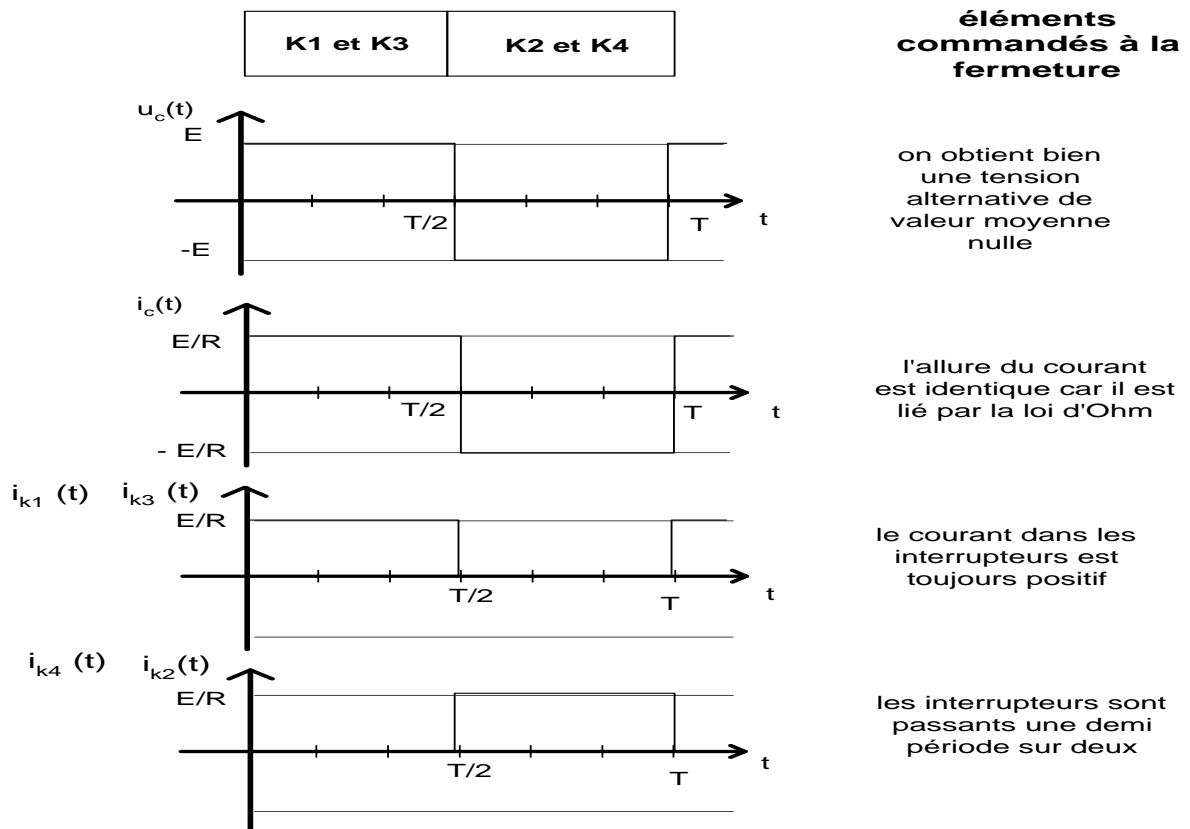 K1 et K3
K2 et K4
éléments
commandés à la
fermeture
u_c(t)
E
-E
T/2
T
t
on obtient bien
une tension
alternative de
valeur moyenne
nulle
i_c(t)
E/R
- E/R
T/2
T
t
l'allure du courant
est identique car il est
lié par la loi d'Ohm
i_k1 (t) i_k3 (t)
E/R
T/2
T
t
le courant dans les
interrupteurs est
toujours positif
i_k4 (t) i_k2(t)
E/R
T/2
T
t
les interrupteurs sont
passants une demi
période sur deux